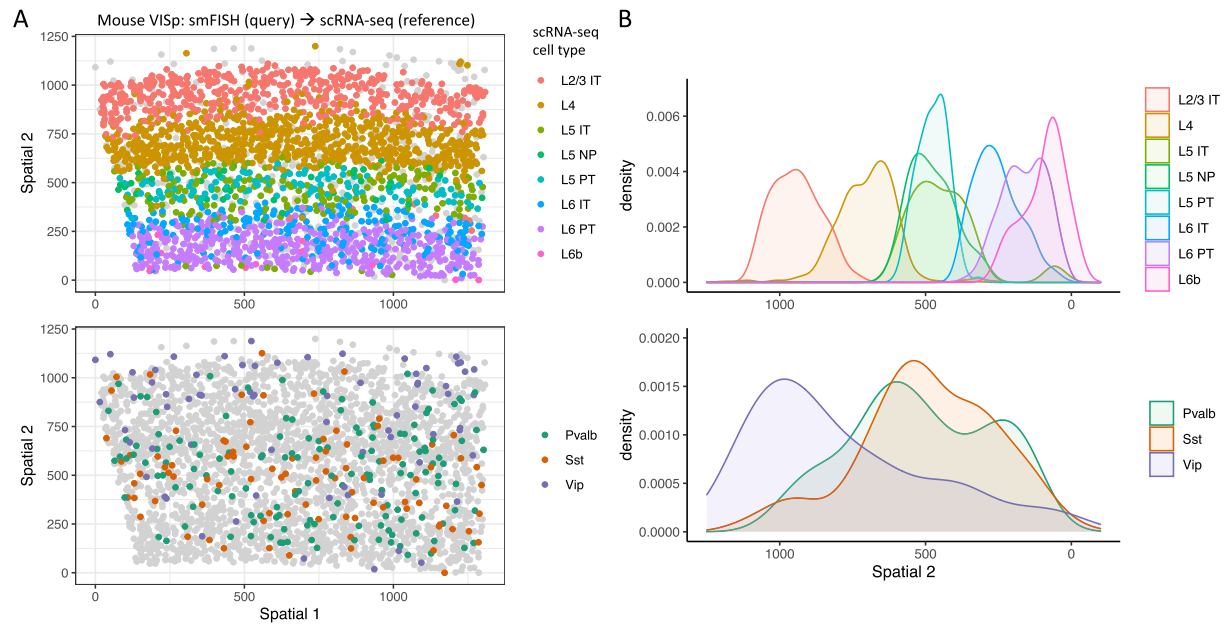 A
Mouse VISp: smFISH (query) → scRNA-seq (reference)
Spatial 2
1250
1000
750
500
250
0
0
500
1000
scRNA-seq
cell type
L2/3 IT
L4
L5 IT
L5 NP
L5 PT
L6 IT
L6 PT
L6b
Spatial 2
1250
1000
750
500
250
0
0
500
1000
Spatial 1
Pvalb
Sst
Vip
B
density
0.006
0.004
0.002
0.000
1000
500
0
L2/3 IT
L4
L5 IT
L5 NP
L5 PT
L6 IT
L6 PT
L6b
density
0.0020
0.0015
0.0010
0.0005
0.0000
1000
500
0
Spatial 2
Pvalb
Sst
Vip